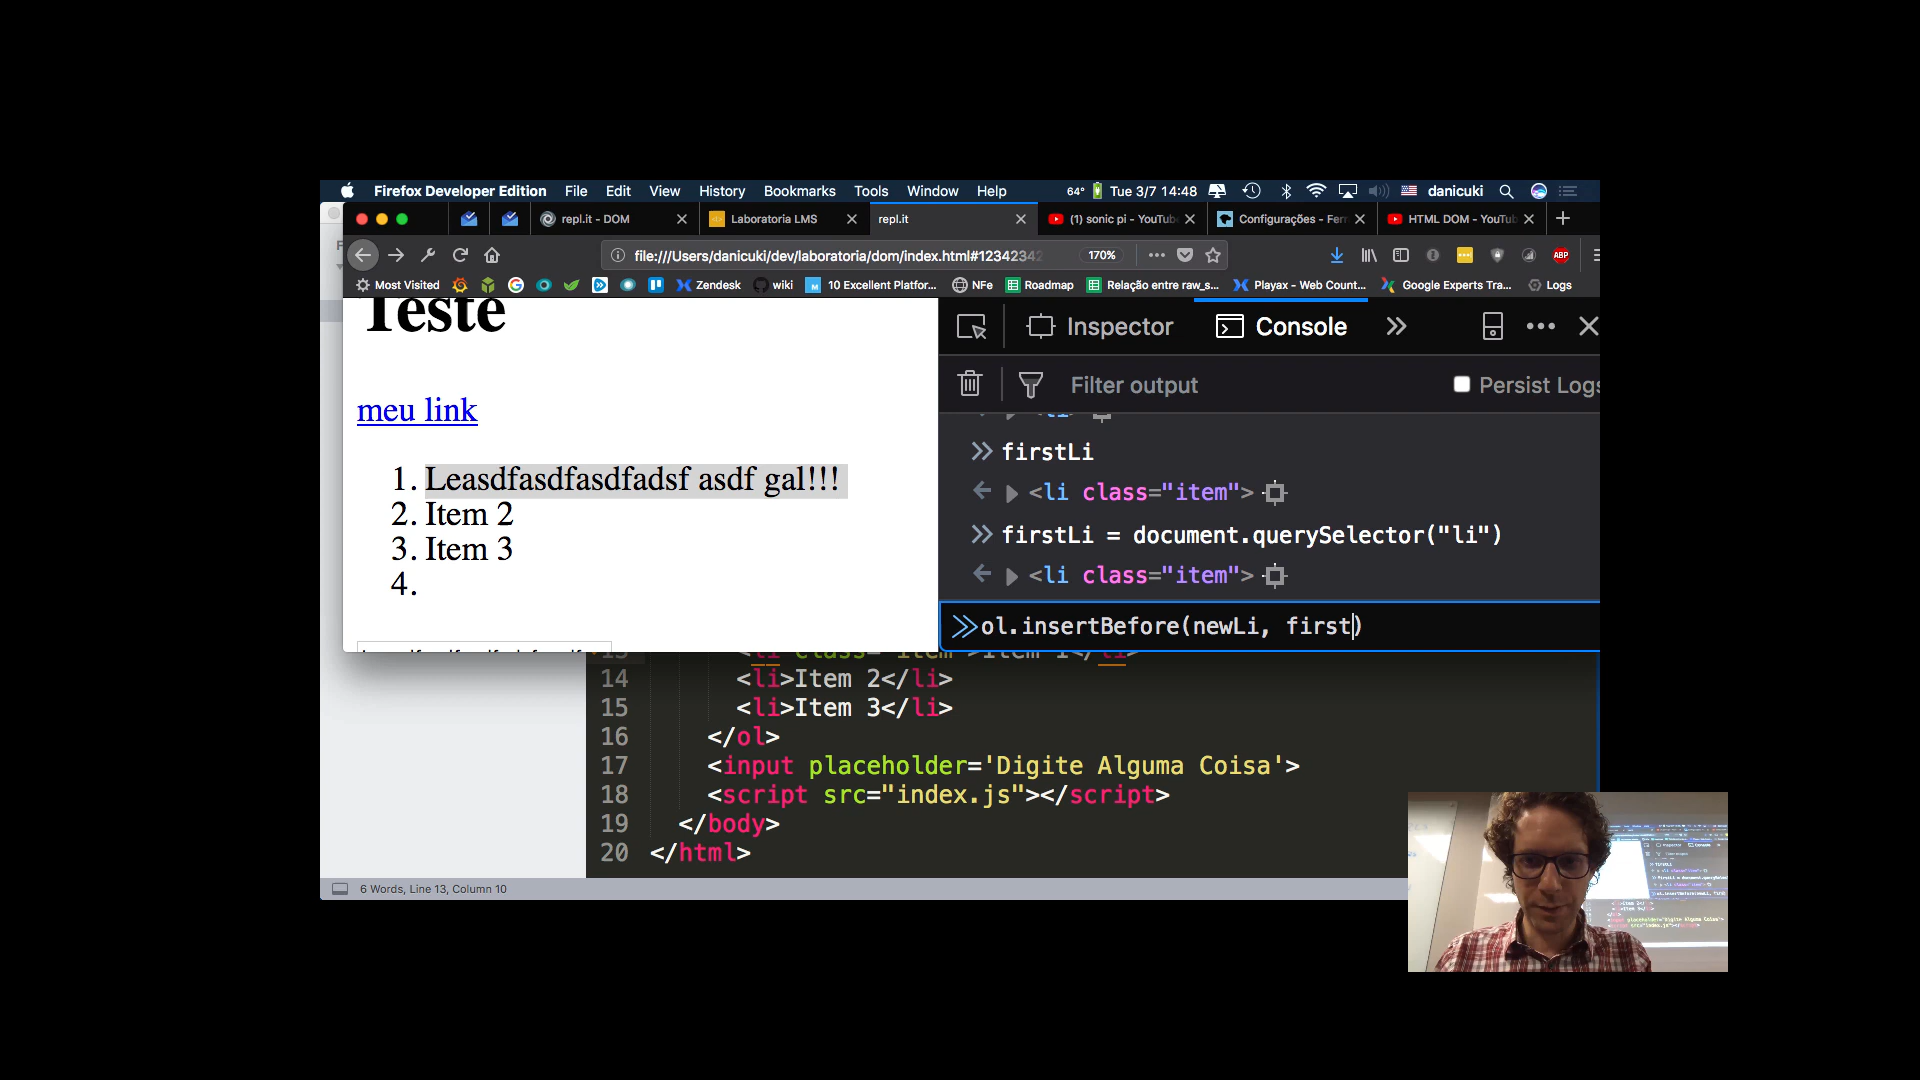 Firefox Developer Edition File Edit View History Bookmarks Tools Window Help 64° Tue 3/7 14:48 danicuki
repl.it - DOM Laboratoria LMS repl.it (1) sonic pi - YouTub Configurações - Fer HTML DOM - YouTub
file:///Users/danicuki/dev/laboratoria/dom/index.html#12342342 170% ABP
Most Visited Zendesk wiki 10 Excellent Platfor... NFe Roadmap Relação entre raw_s... Playax - Web Count... Google Experts Tra... Logs
Teste
meu link
1. Leasdfasdfasdfadsf asdf gal!!!
2. Item 2
3. Item 3
4.
Inspector Console
Filter output Persist Logs
firstLi
<li class="item">
firstLi = document.querySelector("li")
<li class="item">
ol.insertBefore(newLi, first)
14 <li>Item 2</li>
15 <li>Item 3</li>
16 </ol>
17 <input placeholder='Digite Alguma Coisa'>
18 <script src="index.js"></script>
19 </body>
20 </html>
6 Words, Line 13, Column 10